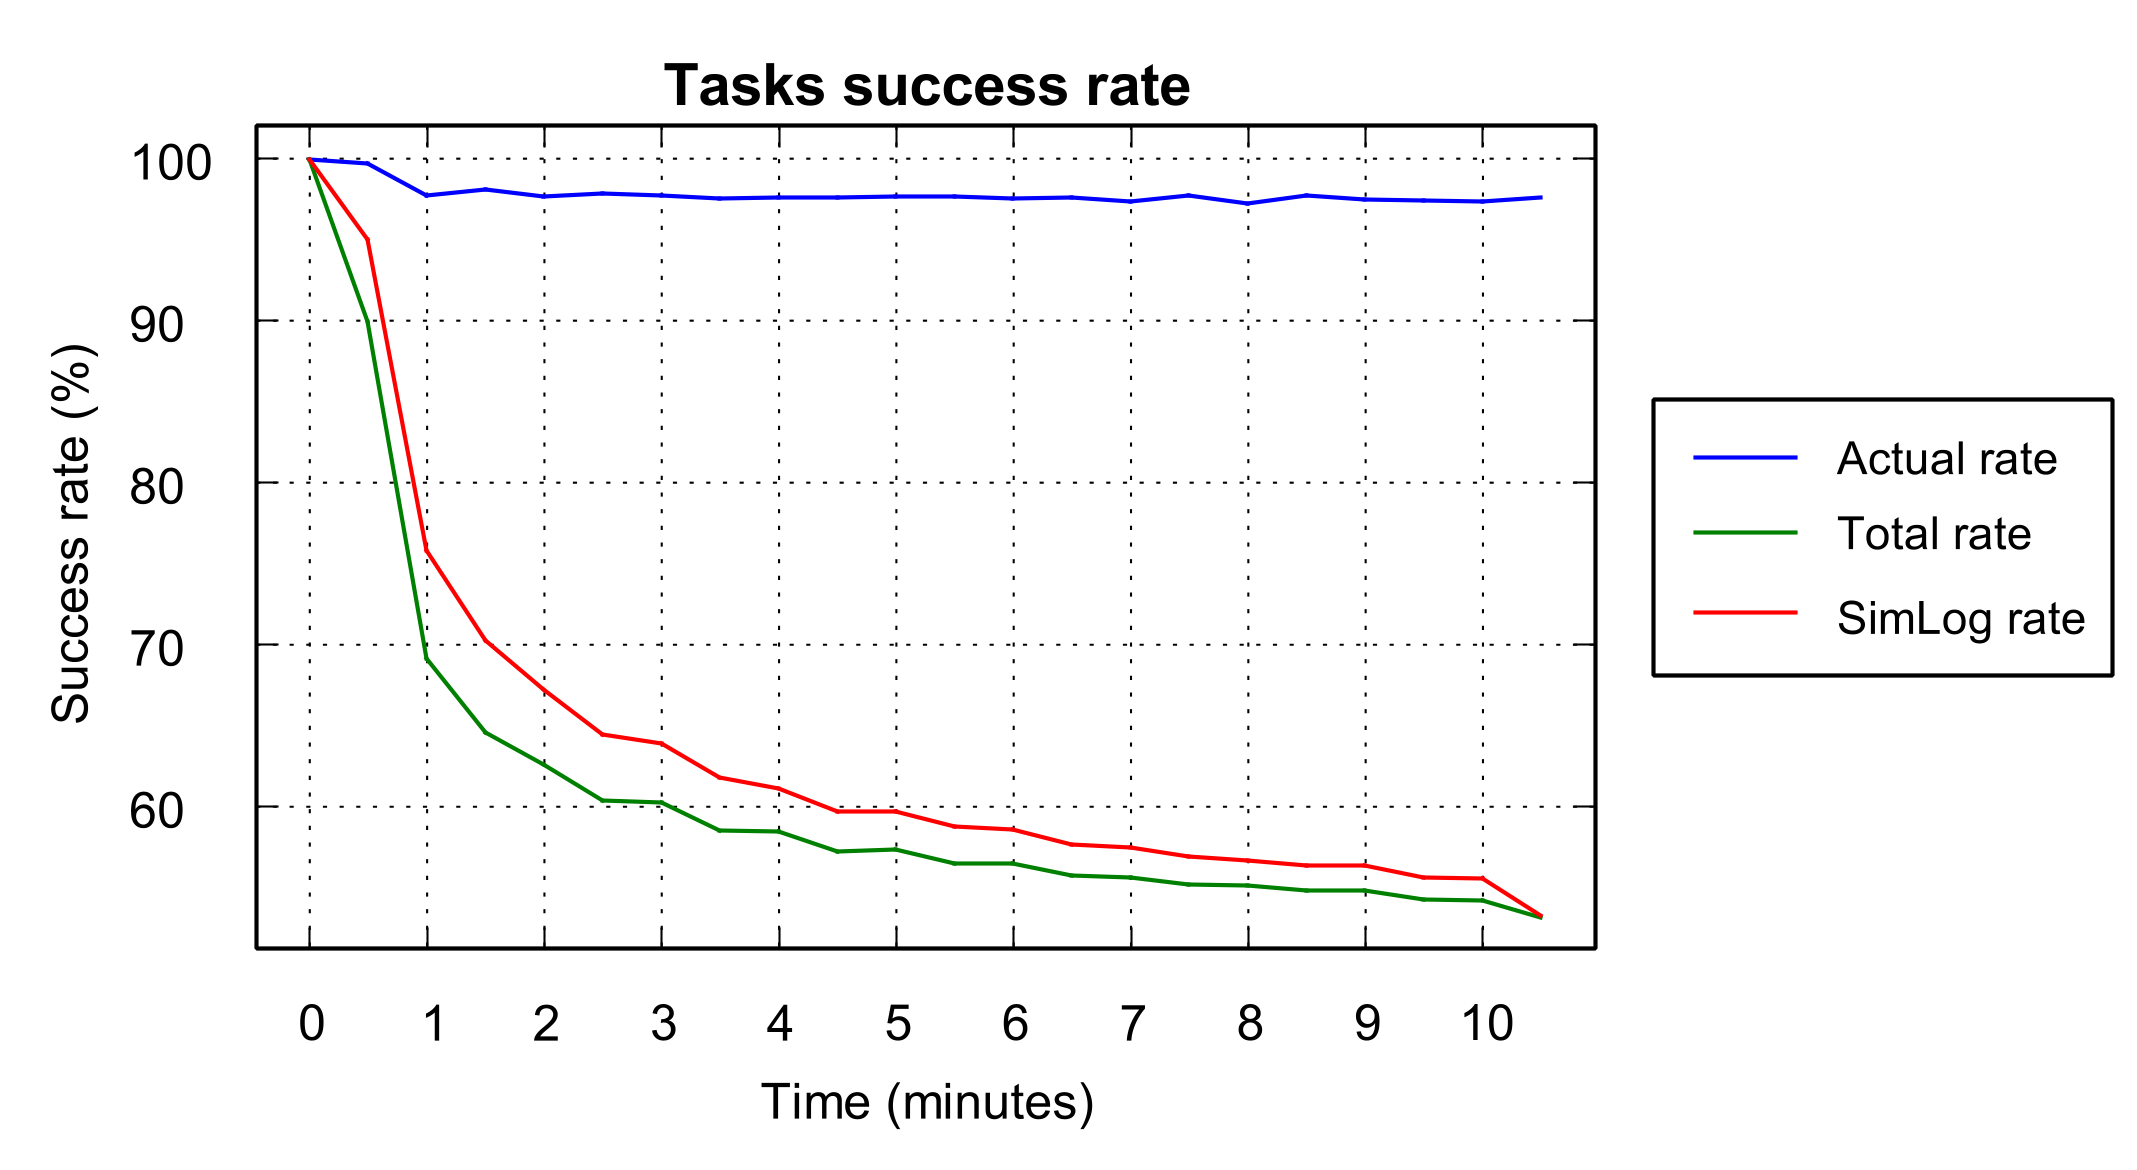 Tasks success rate
100
90
80
70
60
Success rate (%)
0 1 2 3 4 5 6 7 8 9 10
Time (minutes)
Actual rate
Total rate
SimLog rate